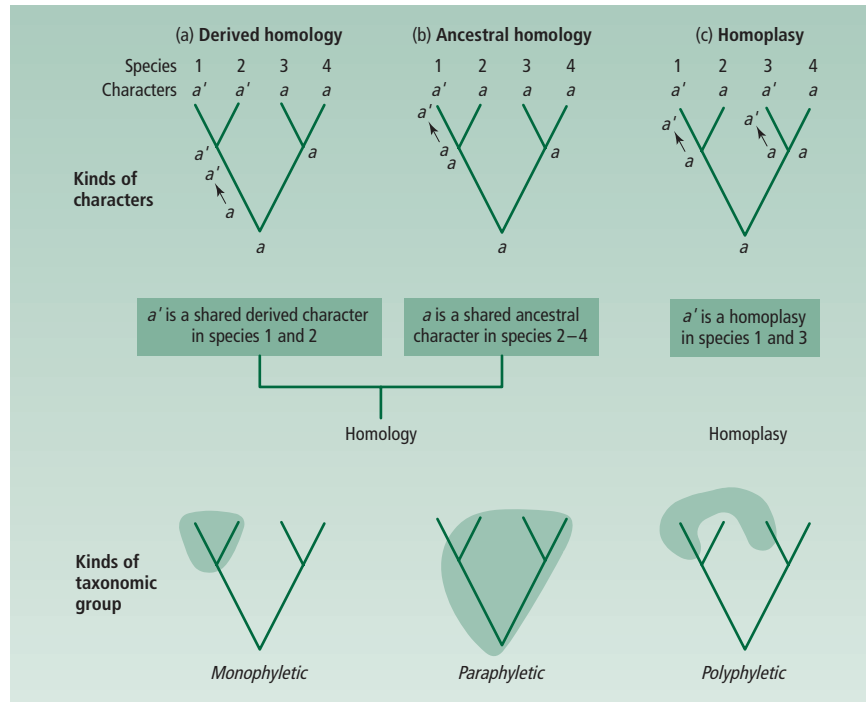 (a) Derived homology
(b) Ancestral homology
(c) Homoplasy
Species 1 2 3 4 1 2 3 4 1 2 3 4
Characters a' a' a a a' a a a a' a a' a
a' a' a' a'
a' a a a a a a
a' a
a
a a a
Kinds of
characters
a' is a shared derived character
in species 1 and 2
a is a shared ancestral
character in species 2–4
a' is a homoplasy
in species 1 and 3
Homology
Homoplasy
Kinds of
taxonomic
group
Monophyletic
Paraphyletic
Polyphyletic